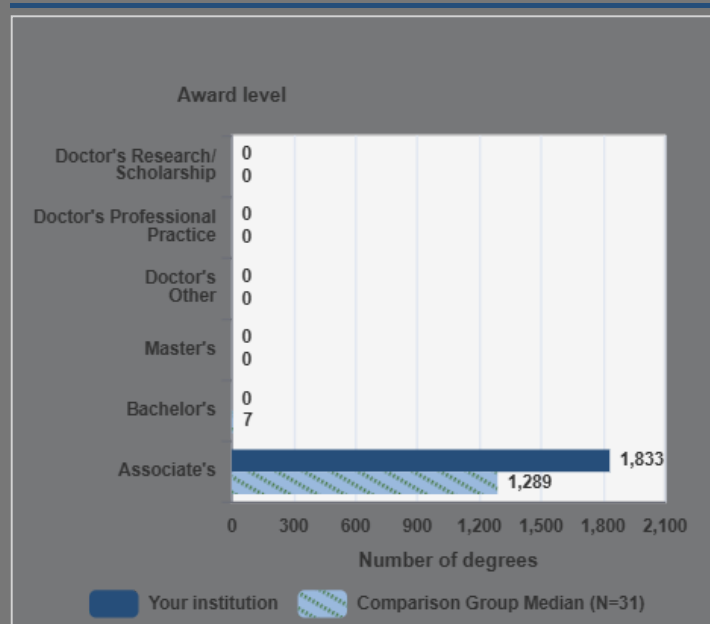 Award level
Doctor's Research/
Scholarship
0
0
Doctor's Professional
Practice
0
0
Doctor's
Other
0
0
Master's
0
0
Bachelor's
0
7
Associate's
1,833
1,289
0 300 600 900 1,200 1,500 1,800 2,100
Number of degrees
Your institution Comparison Group Median (N=31)